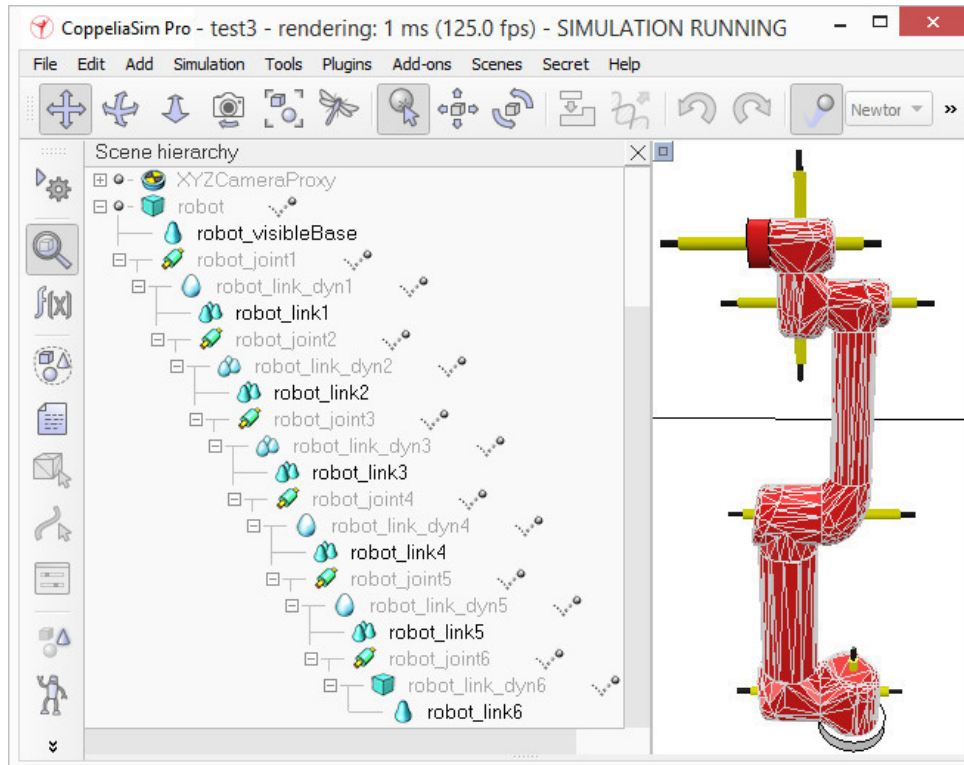 CoppeliaSim Pro - test3 - rendering: 1 ms (125.0 fps) - SIMULATION RUNNING
File Edit Add Simulation Tools Plugins Add-ons Scenes Secret Help
Newtor
Scene hierarchy
XYZCameraProxy
robot
robot_visibleBase
robot_joint1
robot_link_dyn1
robot_link1
robot_joint2
robot_link_dyn2
robot_link2
robot_joint3
robot_link_dyn3
robot_link3
robot_joint4
robot_link_dyn4
robot_link4
robot_joint5
robot_link_dyn5
robot_link5
robot_joint6
robot_link_dyn6
robot_link6
f(x)